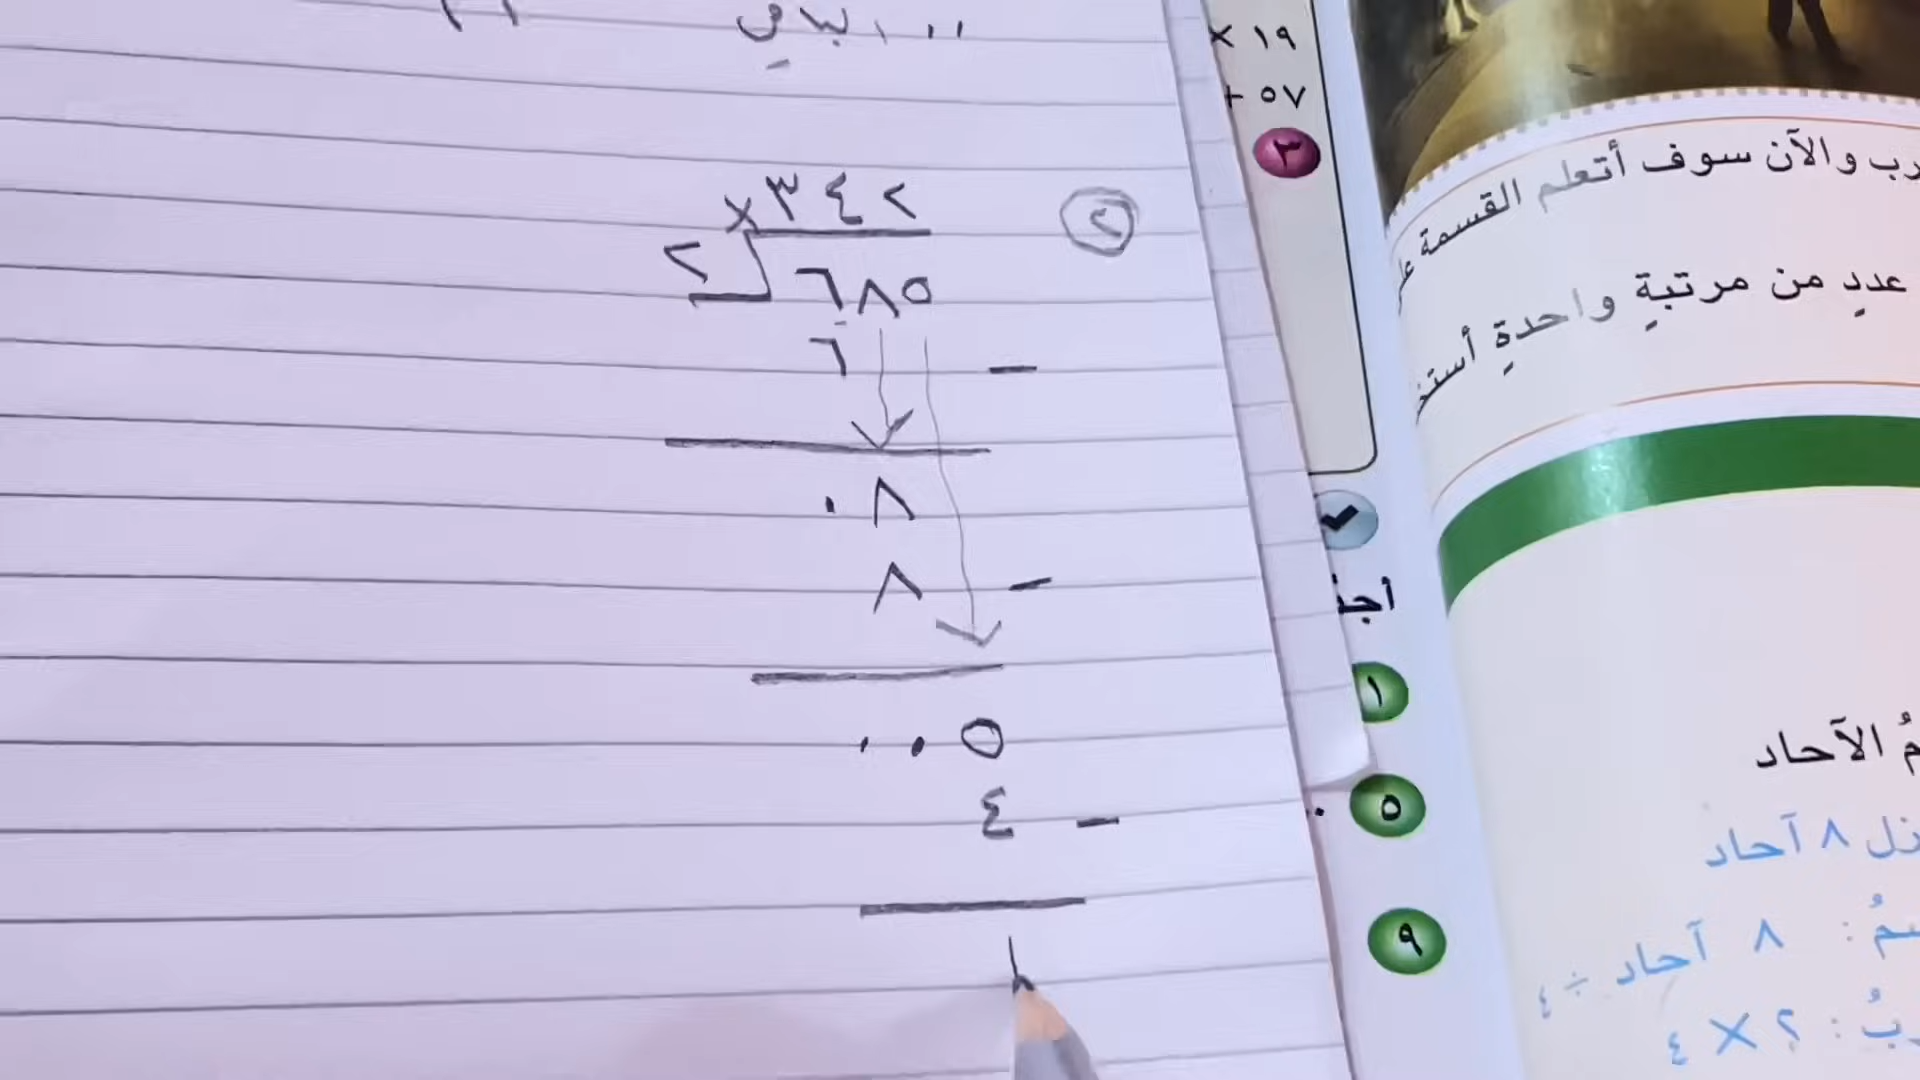 الباقي
٢
× ٣٤٢
٢ ٦٨٥
٦ −
٠٨
٨ −
٠٠٥
٤ −
١
× ١٩
+ ٥٧
٣
والآن سوف أتعلم القسمة
عددٍ من مرتبةٍ واحدةٍ
١
الآحاد
٥
٨ آحاد
٩
: ٨ آحاد ÷ ٤
: ٢ × ٤